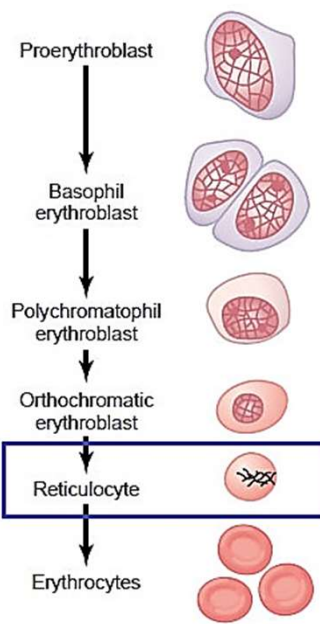 Proerythroblast
Basophil
erythroblast
Polychromatophil
erythroblast
Orthochromatic
erythroblast
Reticulocyte
Erythrocytes